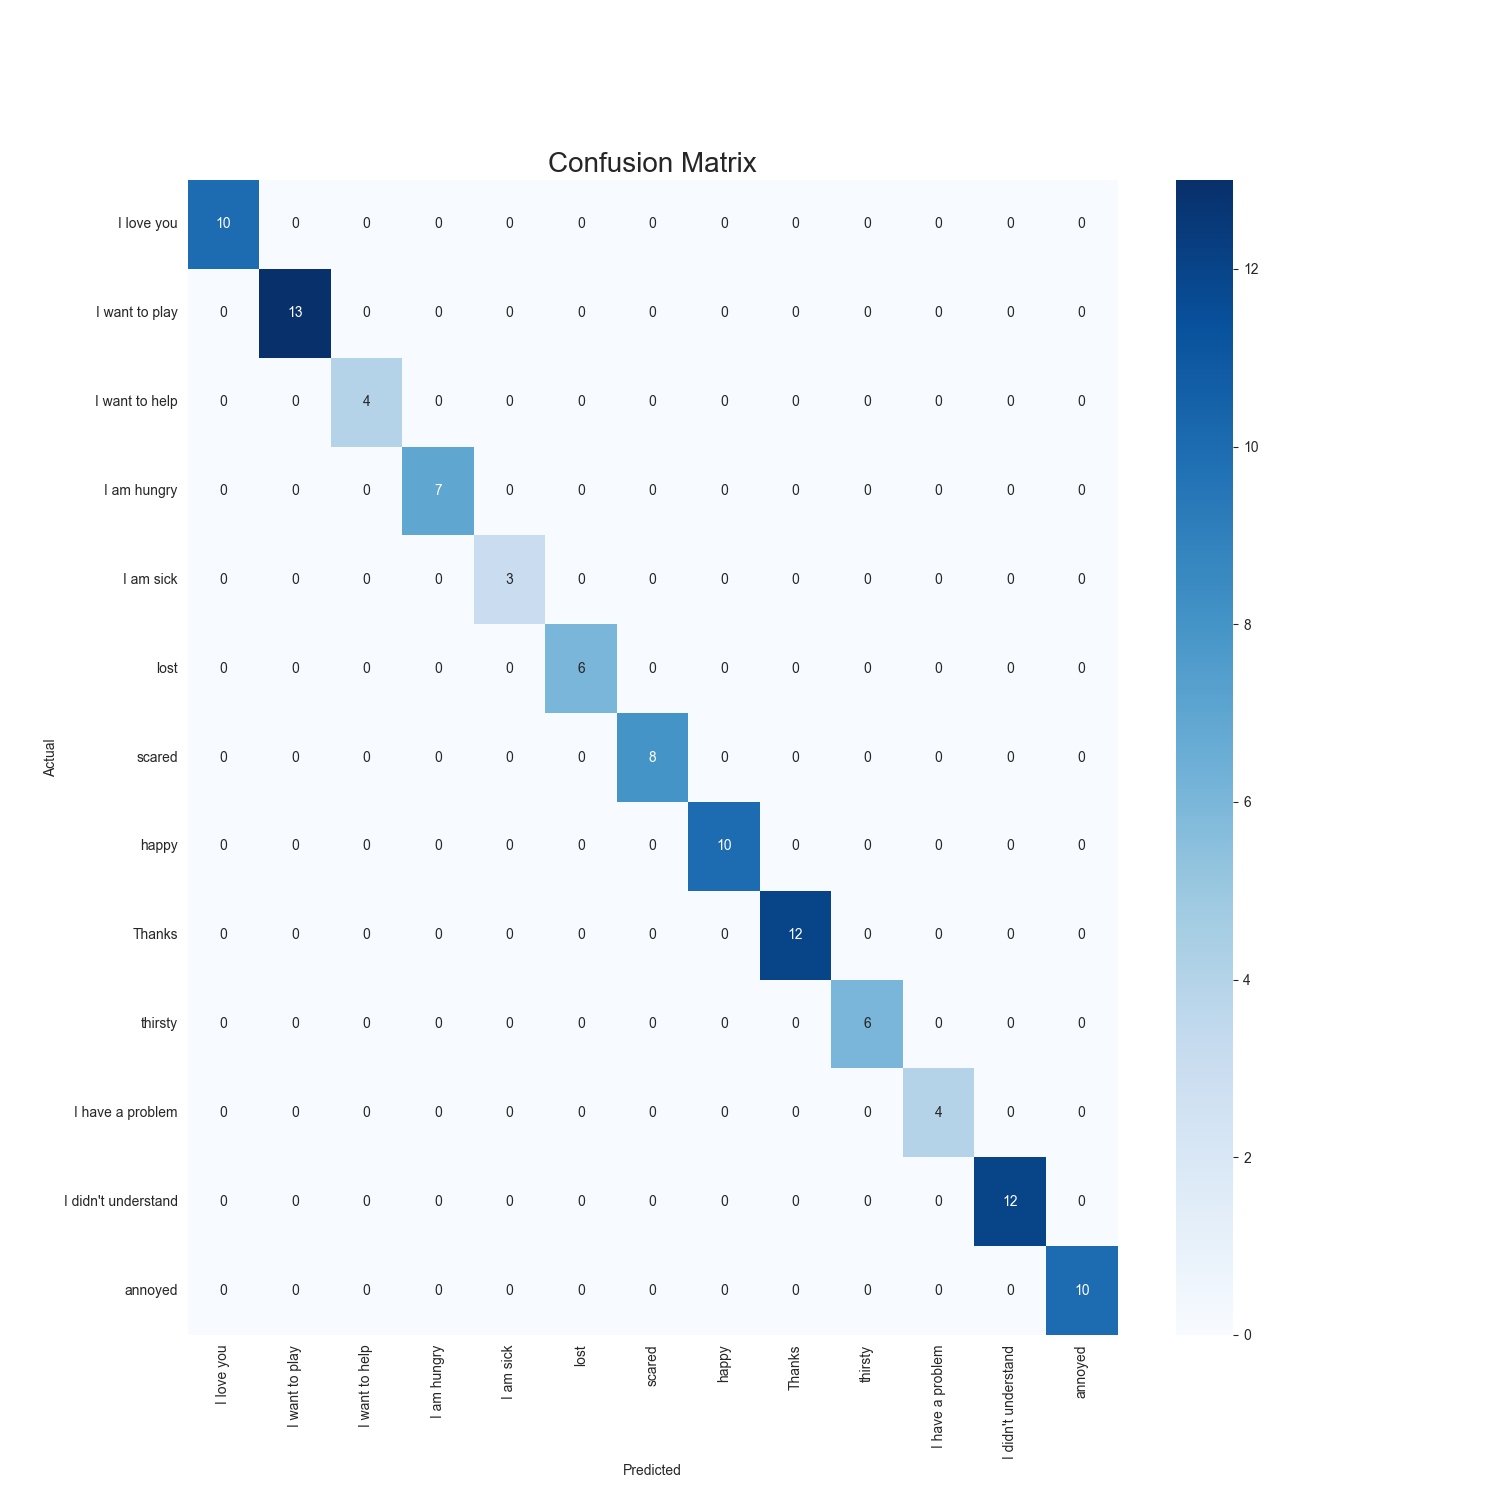 Confusion Matrix
I love you 10 0 0 0 0 0 0 0 0 0 0 0 0
12
I want to play 0 13 0 0 0 0 0 0 0 0 0 0 0
I want to help 0 0 4 0 0 0 0 0 0 0 0 0 0
10
I am hungry 0 0 0 7 0 0 0 0 0 0 0 0 0
I am sick 0 0 0 0 3 0 0 0 0 0 0 0 0
8
lost 0 0 0 0 0 6 0 0 0 0 0 0 0
Actual
scared 0 0 0 0 0 0 8 0 0 0 0 0 0
6
happy 0 0 0 0 0 0 0 10 0 0 0 0 0
Thanks 0 0 0 0 0 0 0 0 12 0 0 0 0
4
thirsty 0 0 0 0 0 0 0 0 0 6 0 0 0
I have a problem 0 0 0 0 0 0 0 0 0 0 4 0 0
2
I didn't understand 0 0 0 0 0 0 0 0 0 0 0 12 0
annoyed 0 0 0 0 0 0 0 0 0 0 0 0 10
0
I love you
I want to play
I want to help
I am hungry
I am sick
lost
scared
happy
Thanks
thirsty
I have a problem
I didn't understand
annoyed
Predicted